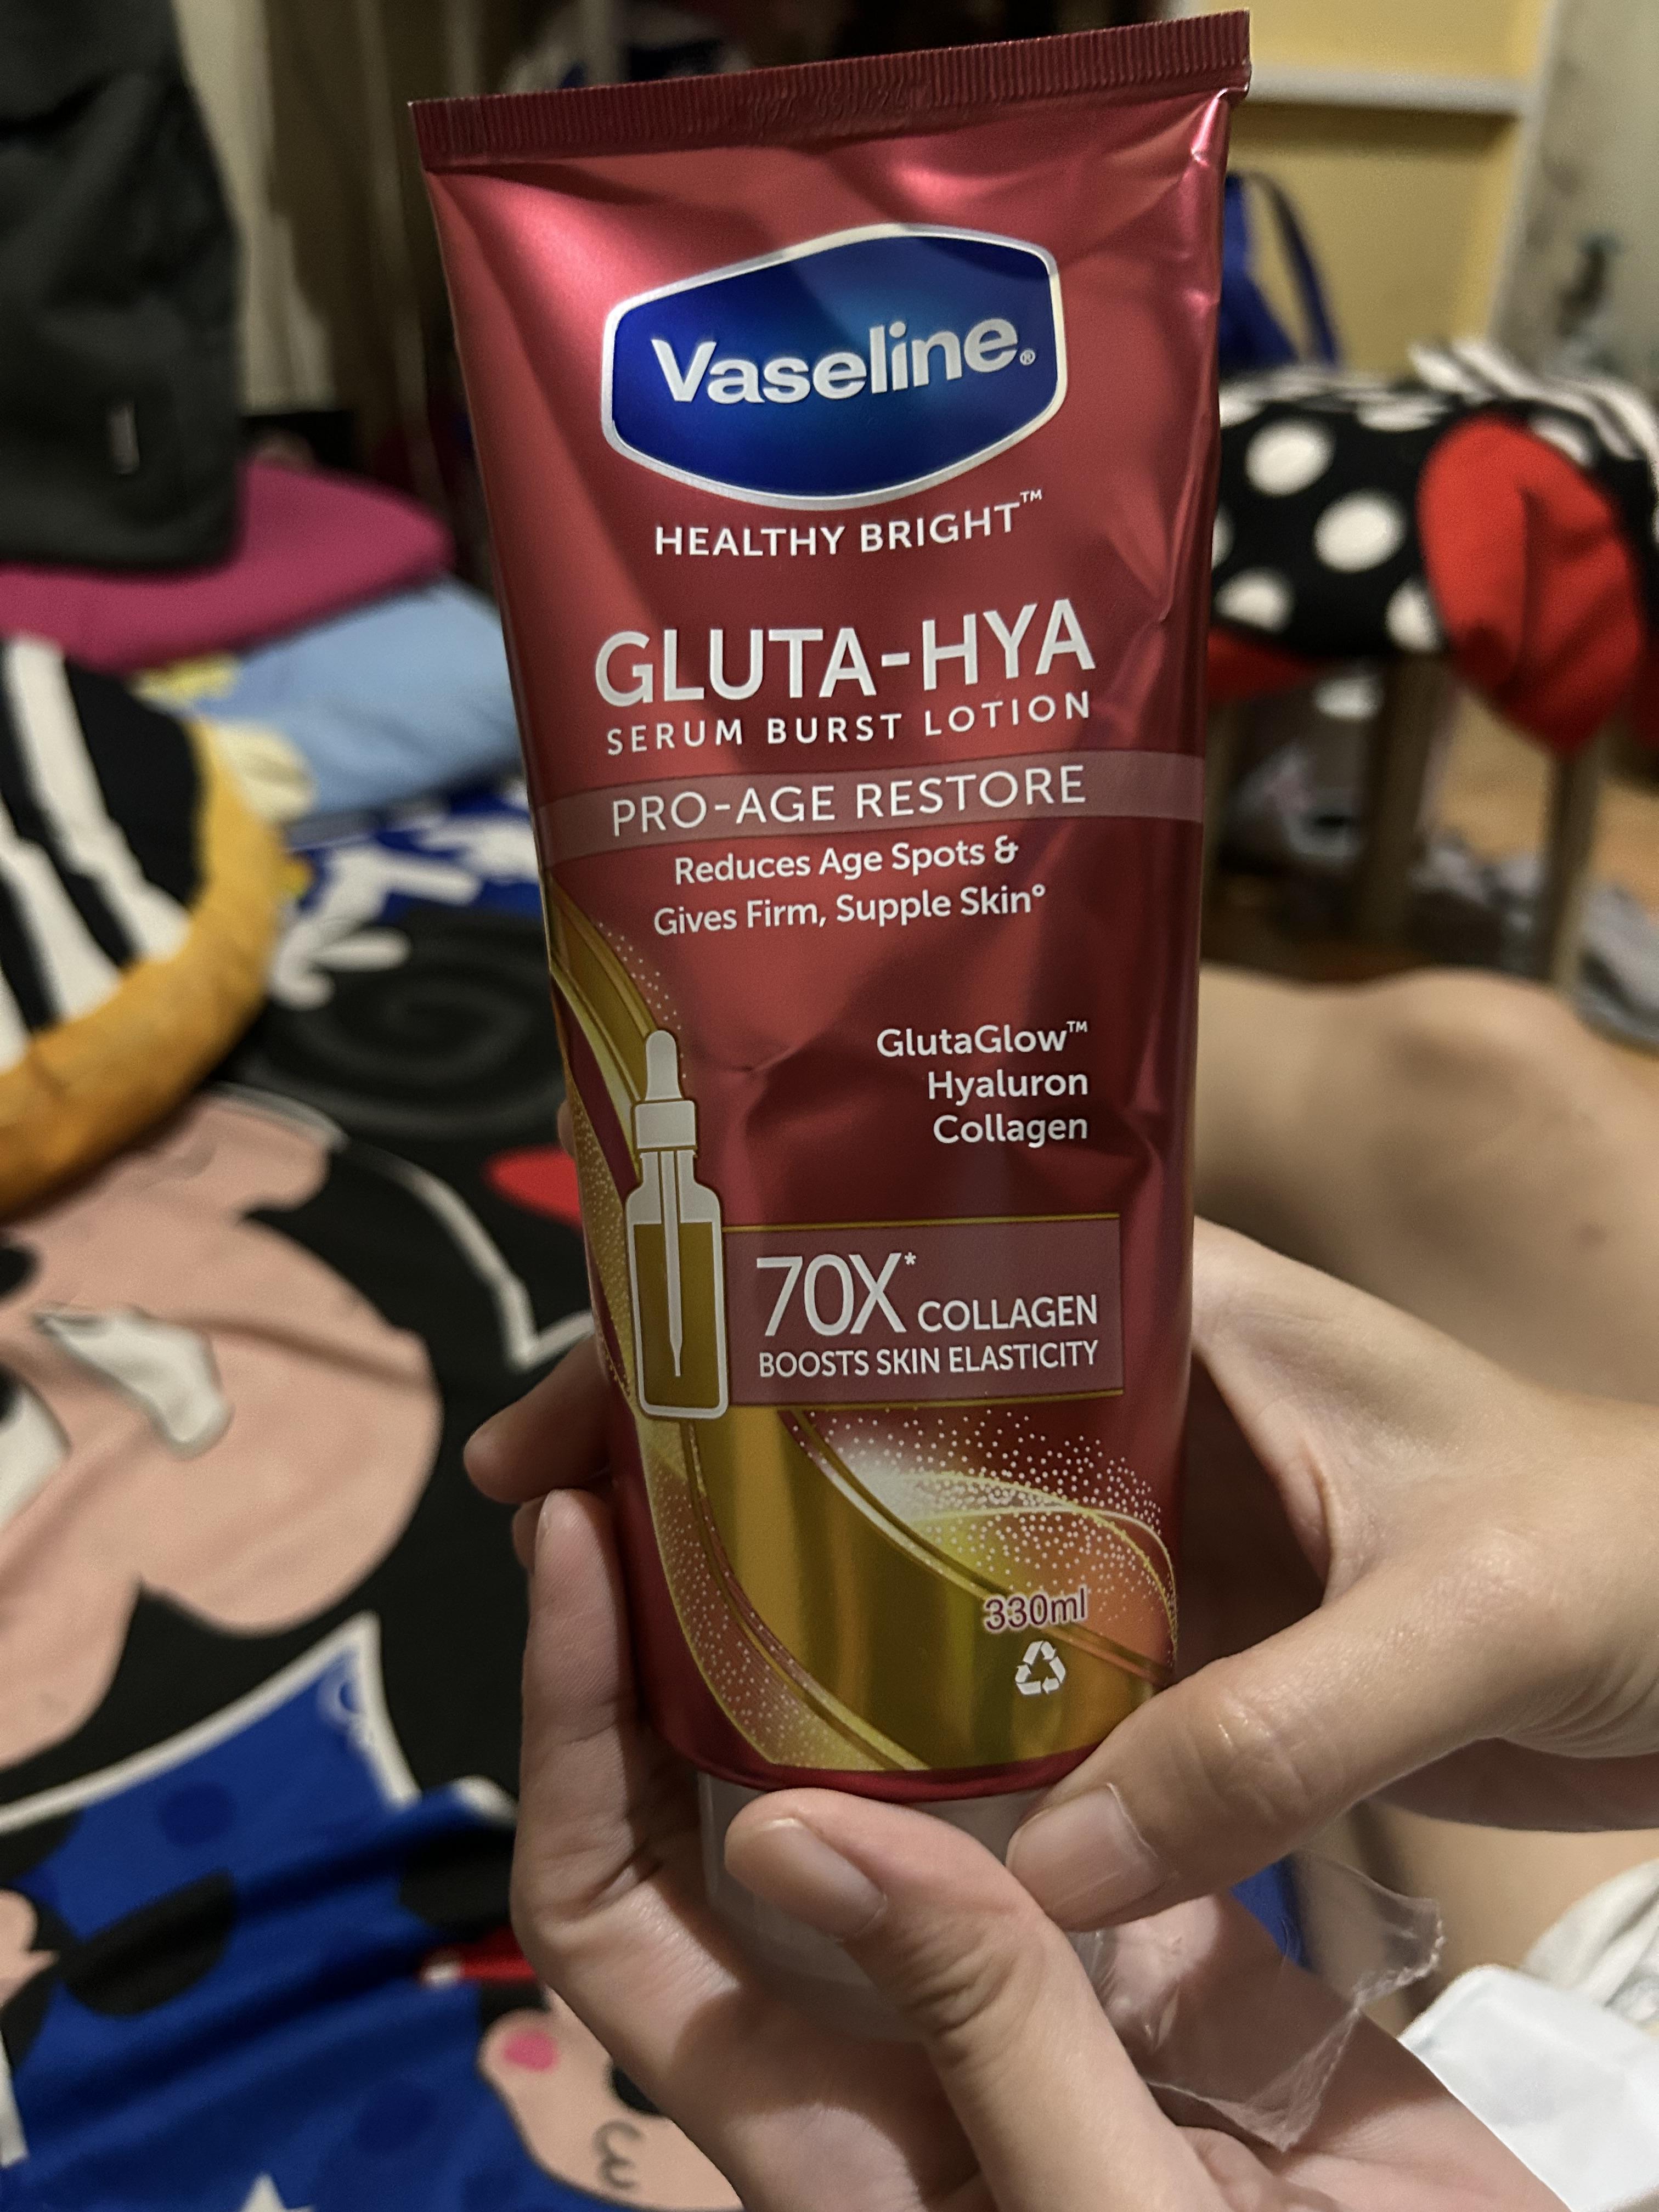 Vaseline®
HEALTHY BRIGHT™
GLUTA-HYA
SERUM BURST LOTION
PRO-AGE RESTORE
Reduces Age Spots &
Gives Firm, Supple Skin°
GlutaGlow™
Hyaluron
Collagen
70X* COLLAGEN
BOOSTS SKIN ELASTICITY
330ml